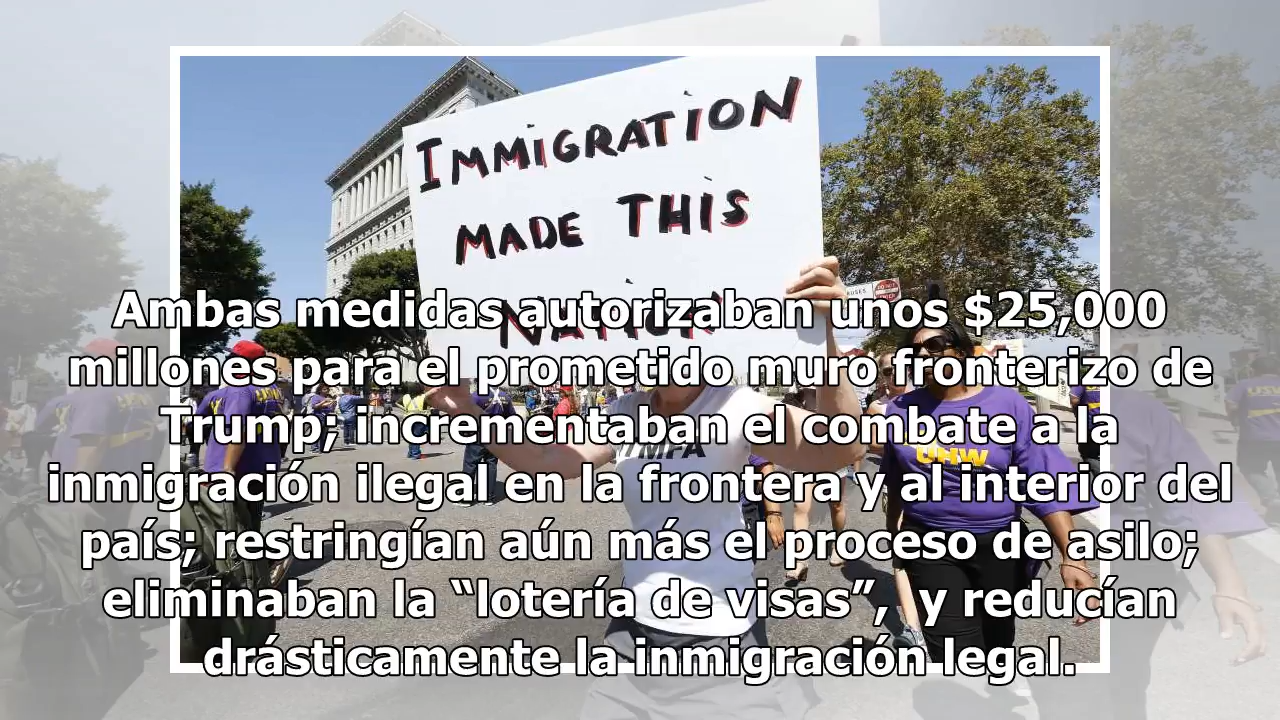 IMMIGRATION
MADE THIS
NATION
Ambas medidas autorizaban unos $25,000
millones para el prometido muro fronterizo de
Trump; incrementaban el combate a la
inmigración ilegal en la frontera y al interior del
país; restringían aún más el proceso de asilo;
eliminaban la “lotería de visas”, y reducían
drásticamente la inmigración legal.
UHW